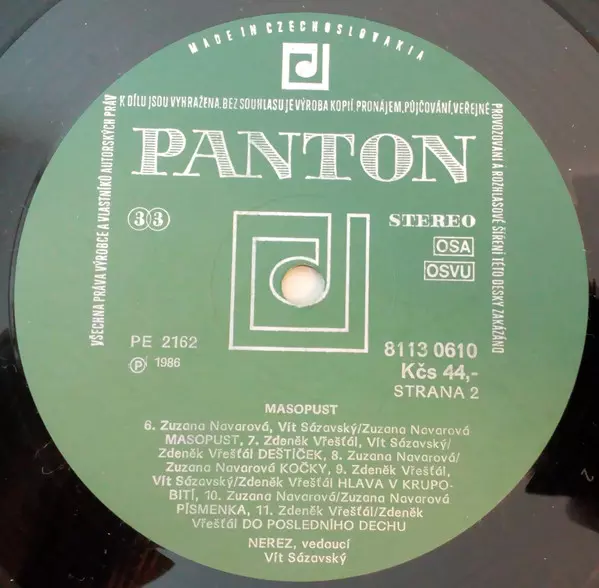 MADE IN CZECHOSLOVAKIA
VŠECHNA PRÁVA VÝROBCE A VLASTNÍKŮ AUTORSKÝCH PRÁV
K DÍLU JSOU VYHRAŽENA. BEZ SOUHLASU JE VÝROBA KOPIÍ, PRONÁJEM, PŮJČOVÁNÍ, VEŘEJNÉ
PROVOZOVÁNÍ A ROZHLASOVÉ ŠÍŘENÍ TÉTO DESKY ZAKÁZÁNO
PANTON
33
STEREO
OSA
OSVU
PE 2162
Ⓟ 1986
8113 0610
Kčs 44,-
STRANA 2
MASOPUST
6. Zuzana Navarová, Vít Sázavský/Zuzana Navarová
MASOPUST, 7. Zdeněk Vřešťál, Vít Sázavský/
Zdeněk Vřešťál DEŠTÍČEK, 8. Zuzana Navarová/
Zuzana Navarová KOČKY, 9. Zdeněk Vřešťál,
Vít Sázavský/Zdeněk Vřešťál HLAVA V KRUPO-
BITÍ, 10. Zuzana Navarová/Zuzana Navarová
PÍSMENKA, 11. Zdeněk Vřešťál/Zdeněk
Vřešťál DO POSLEDNÍHO DECHU
NEREZ, vedoucí
Vít Sázavský